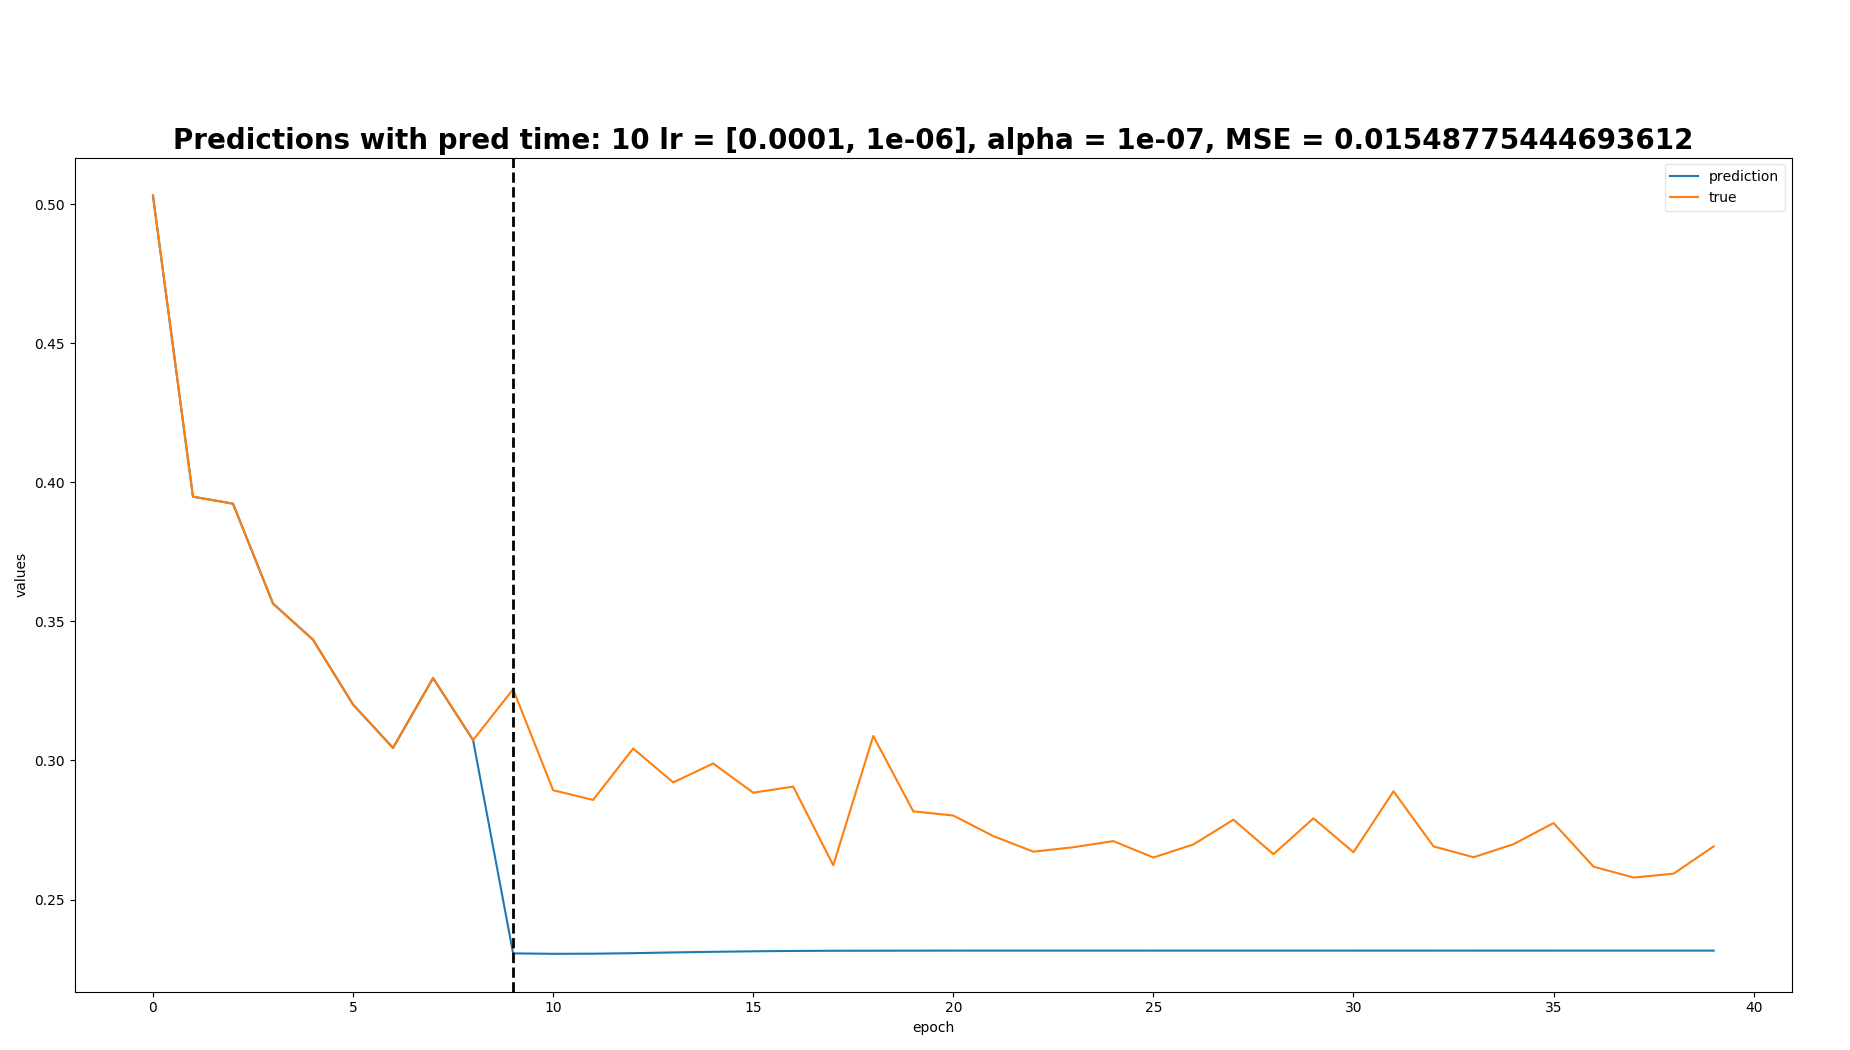 Predictions with pred time: 10 lr = [0.0001, 1e-06], alpha = 1e-07, MSE = 0.01548775444693612
prediction
true
0.50
0.45
0.40
0.35
0.30
0.25
values
0 5 10 15 20 25 30 35 40
epoch